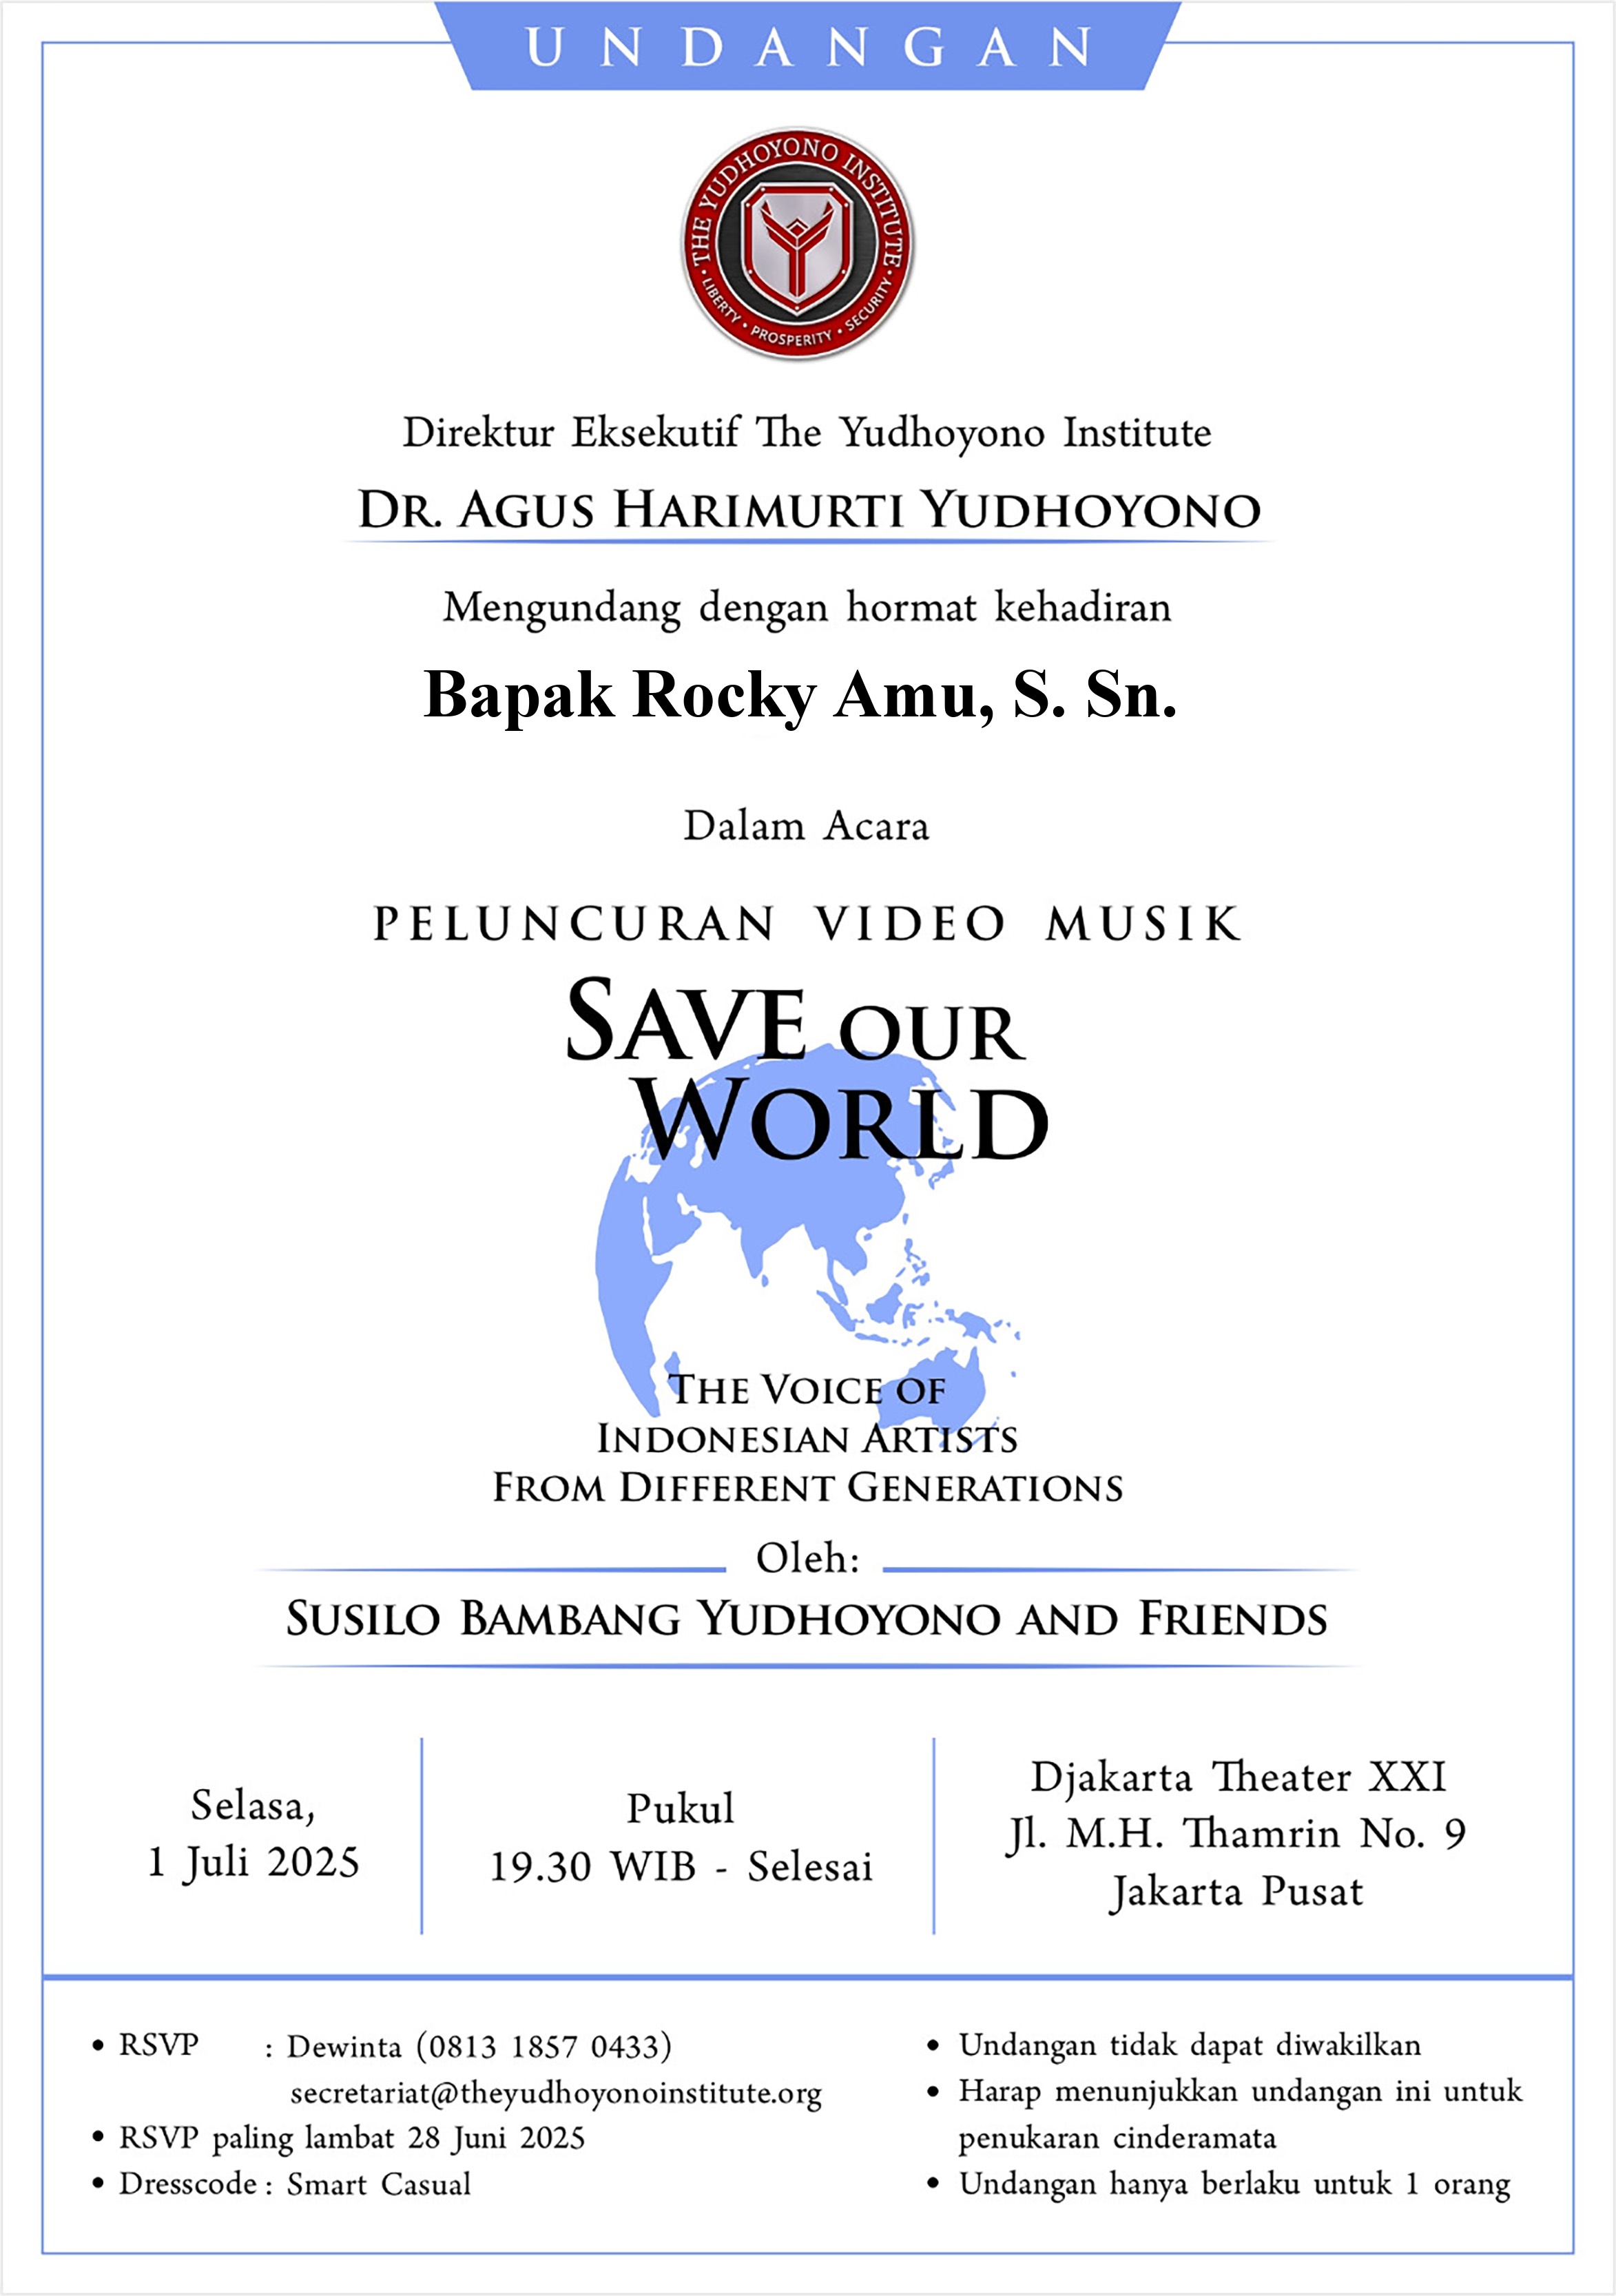 UNDANGAN
THE YUDHOYONO INSTITUTE
LIBERTY • PROSPERITY • SECURITY
Direktur Eksekutif The Yudhoyono Institute
DR. AGUS HARIMURTI YUDHOYONO
Mengundang dengan hormat kehadiran
Bapak Rocky Amu, S. Sn.
Dalam Acara
PELUNCURAN VIDEO MUSIK
SAVE OUR
WORLD
THE VOICE OF
INDONESIAN ARTISTS
FROM DIFFERENT GENERATIONS
Oleh:
SUSILO BAMBANG YUDHOYONO AND FRIENDS
Selasa,
1 Juli 2025
Pukul
19.30 WIB - Selesai
Djakarta Theater XXI
Jl. M.H. Thamrin No. 9
Jakarta Pusat
• RSVP : Dewinta (0813 1857 0433)
secretariat@theyudhoyonoinstitute.org
• RSVP paling lambat 28 Juni 2025
• Dresscode : Smart Casual
• Undangan tidak dapat diwakilkan
• Harap menunjukkan undangan ini untuk
penukaran cinderamata
• Undangan hanya berlaku untuk 1 orang